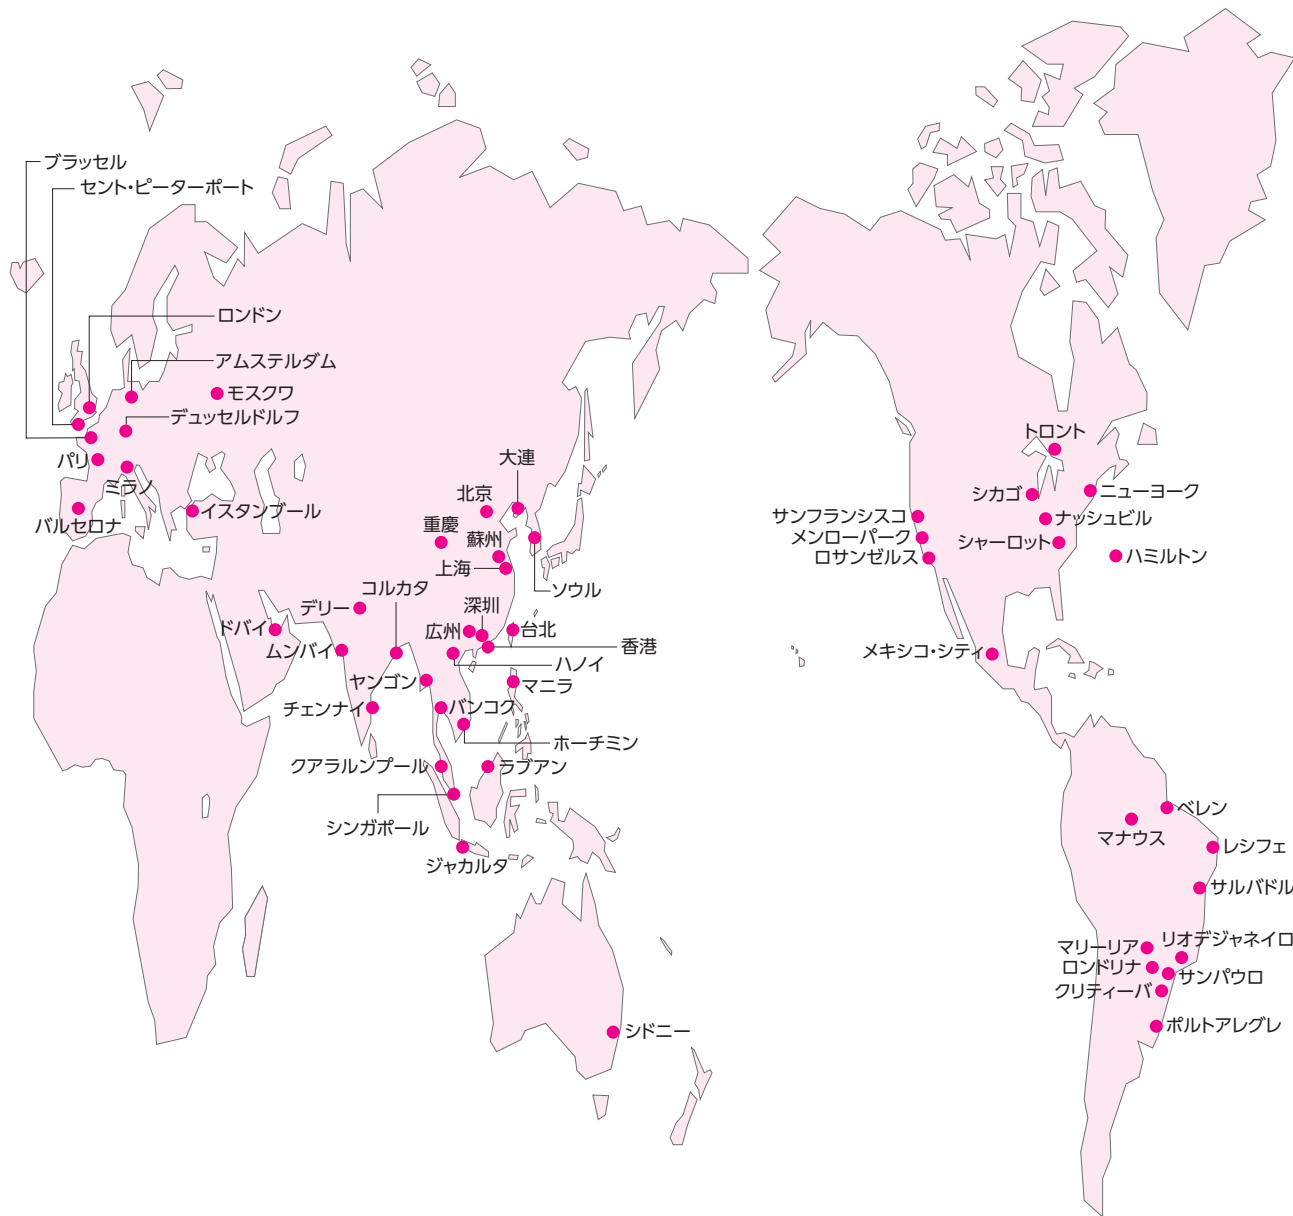 ブラッセル
セント・ピーターポート
ロンドン
アムステルダム
モスクワ
デュッセルドルフ
パリ
ミラノ
バルセロナ
イスタンブール
大連
北京
重慶
蘇州
上海
ソウル
コルカタ
デリー
深圳
ドバイ
広州
台北
ムンバイ
香港
ハノイ
ヤンゴン
マニラ
チェンナイ
バンコク
ホーチミン
クアラルンプール
ラブアン
シンガポール
ジャカルタ
シドニー
トロント
シカゴ
ニューヨーク
サンフランシスコ
ナッシュビル
メンローパーク
シャーロット
ロサンゼルス
ハミルトン
メキシコ・シティ
ベレン
マナウス
レシフェ
サルバドル
リオデジャネイロ
マリーリア
ロンドリナ
サンパウロ
クリティーバ
ポルトアレグレ